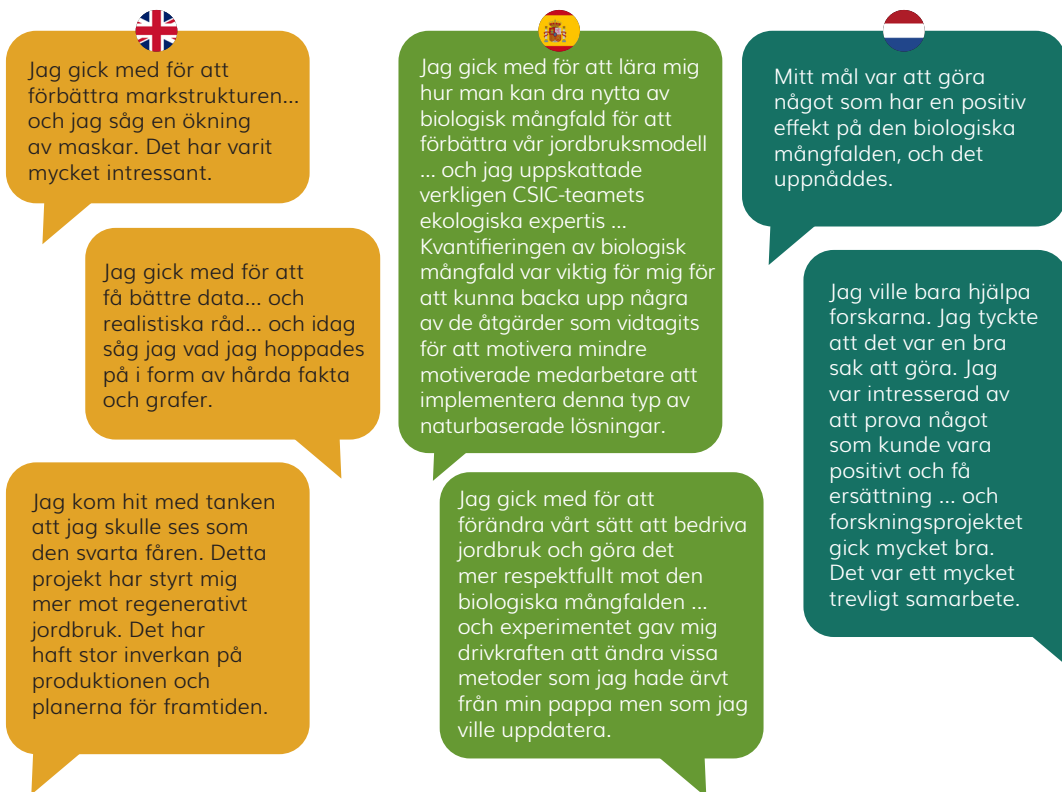 Jag gick med för att
förbättra markstrukturen...
och jag såg en ökning
av maskar. Det har varit
mycket intressant.
Jag gick med för att
få bättre data... och
realistiska råd... och idag
såg jag vad jag hoppades
på i form av hårda fakta
och grafer.
Jag kom hit med tanken
att jag skulle ses som
den svarta fåren. Detta
projekt har styrt mig
mer mot regenerativt
jordbruk. Det har
haft stor inverkan på
produktionen och
planerna för framtiden.
Jag gick med för att lära mig
hur man kan dra nytta av
biologisk mångfald för att
förbättra vår jordbruksmodell
... och jag uppskattade
verkligen CSIC-teamets
ekologiska expertis ...
Kvantifieringen av biologisk
mångfald var viktig för mig för
att kunna backa upp några
av de åtgärder som vidtagits
för att motivera mindre
motiverade medarbetare att
implementera denna typ av
naturbaserade lösningar.
Jag gick med för att
förändra vårt sätt att bedriva
jordbruk och göra det
mer respektfullt mot den
biologiska mångfalden ...
och experimentet gav mig
drivkraften att ändra vissa
metoder som jag hade ärvt
från min pappa men som jag
ville uppdatera.
Mitt mål var att göra
något som har en positiv
effekt på den biologiska
mångfalden, och det
uppnåddes.
Jag ville bara hjälpa
forskarna. Jag tyckte
att det var en bra
sak att göra. Jag
var intresserad av
att prova något
som kunde vara
positivt och få
ersättning ... och
forskningsprojektet
gick mycket bra.
Det var ett mycket
trevligt samarbete.